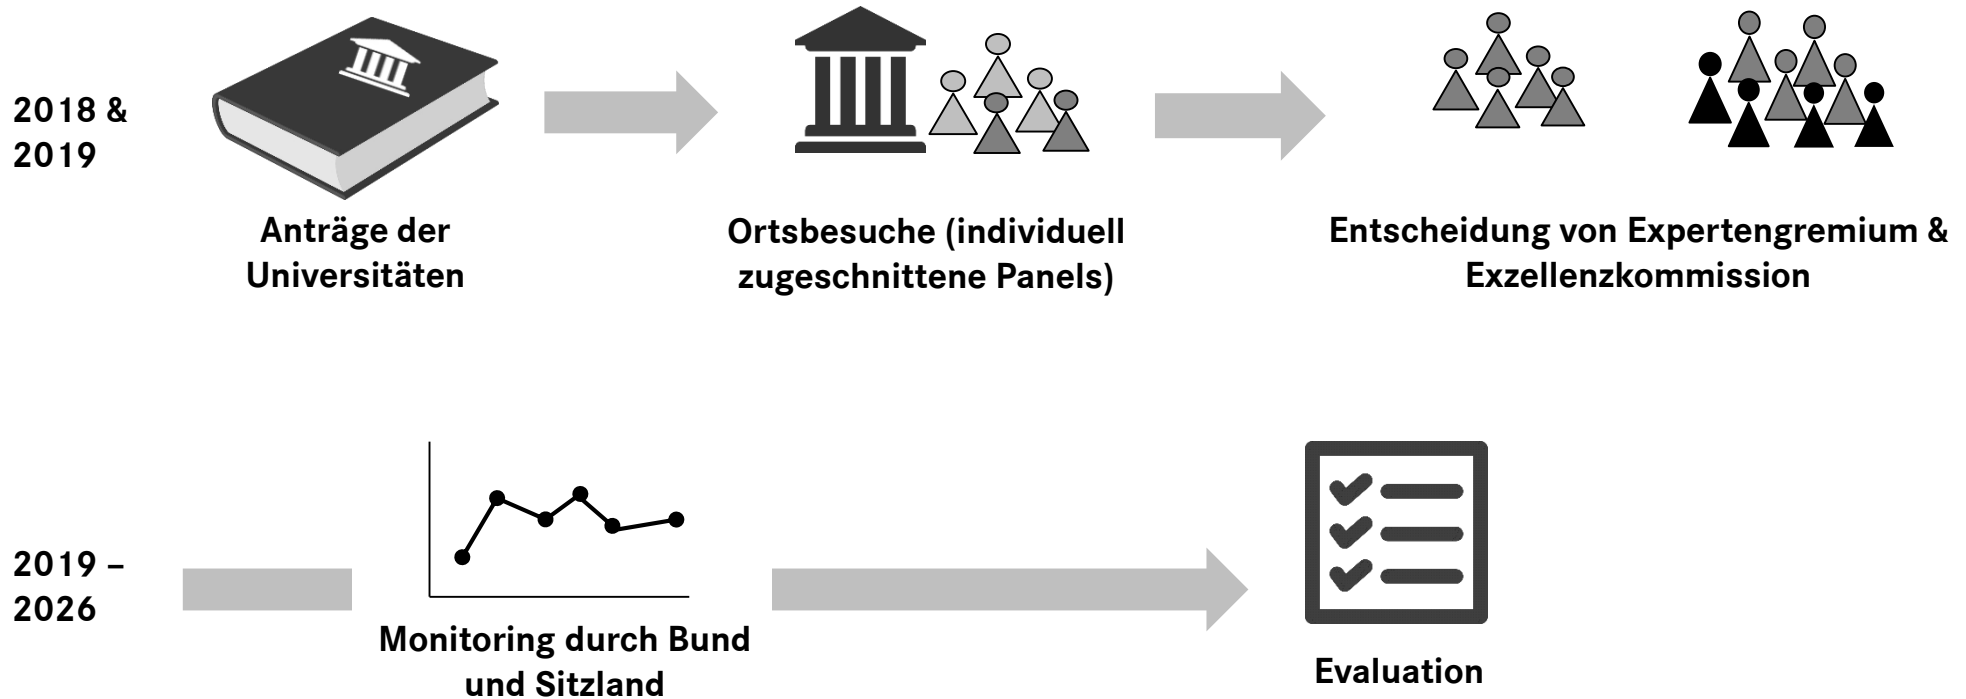 2018 &
2019
Anträge der
Universitäten
Ortsbesuche (individuell
zugeschnittene Panels)
Entscheidung von Expertengremium &
Exzellenzkommission
2019 –
2026
Monitoring durch Bund
und Sitzland
Evaluation